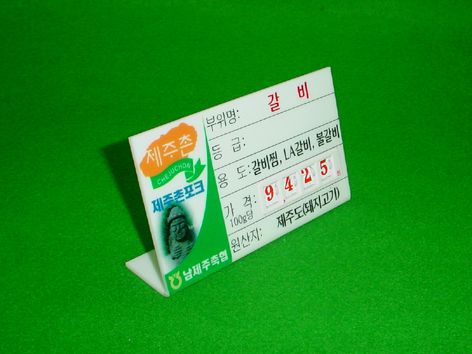 제주촌
CHEJUCHON
제주촌포크
남제주축협
부위명: 갈 비
등 급:
용 도: 갈비찜, LA갈비, 불갈비
가 격: 9425원
100g당
원산지: 제주도(돼지고기)